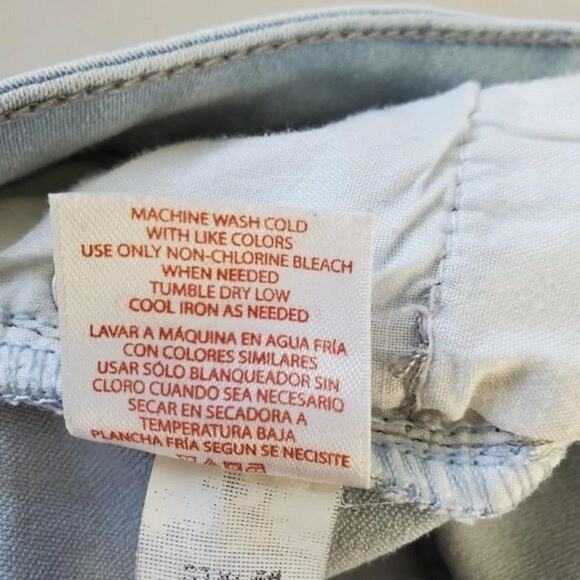 MACHINE WASH COLD
WITH LIKE COLORS
USE ONLY NON-CHLORINE BLEACH
WHEN NEEDED
TUMBLE DRY LOW
COOL IRON AS NEEDED
LAVAR A MÁQUINA EN AGUA FRÍA
CON COLORES SIMILARES
USAR SÓLO BLANQUEADOR SIN
CLORO CUANDO SEA NECESARIO
SECAR EN SECADORA A
TEMPERATURA BAJA
PLANCHA FRÍA SEGUN SE NECISITE